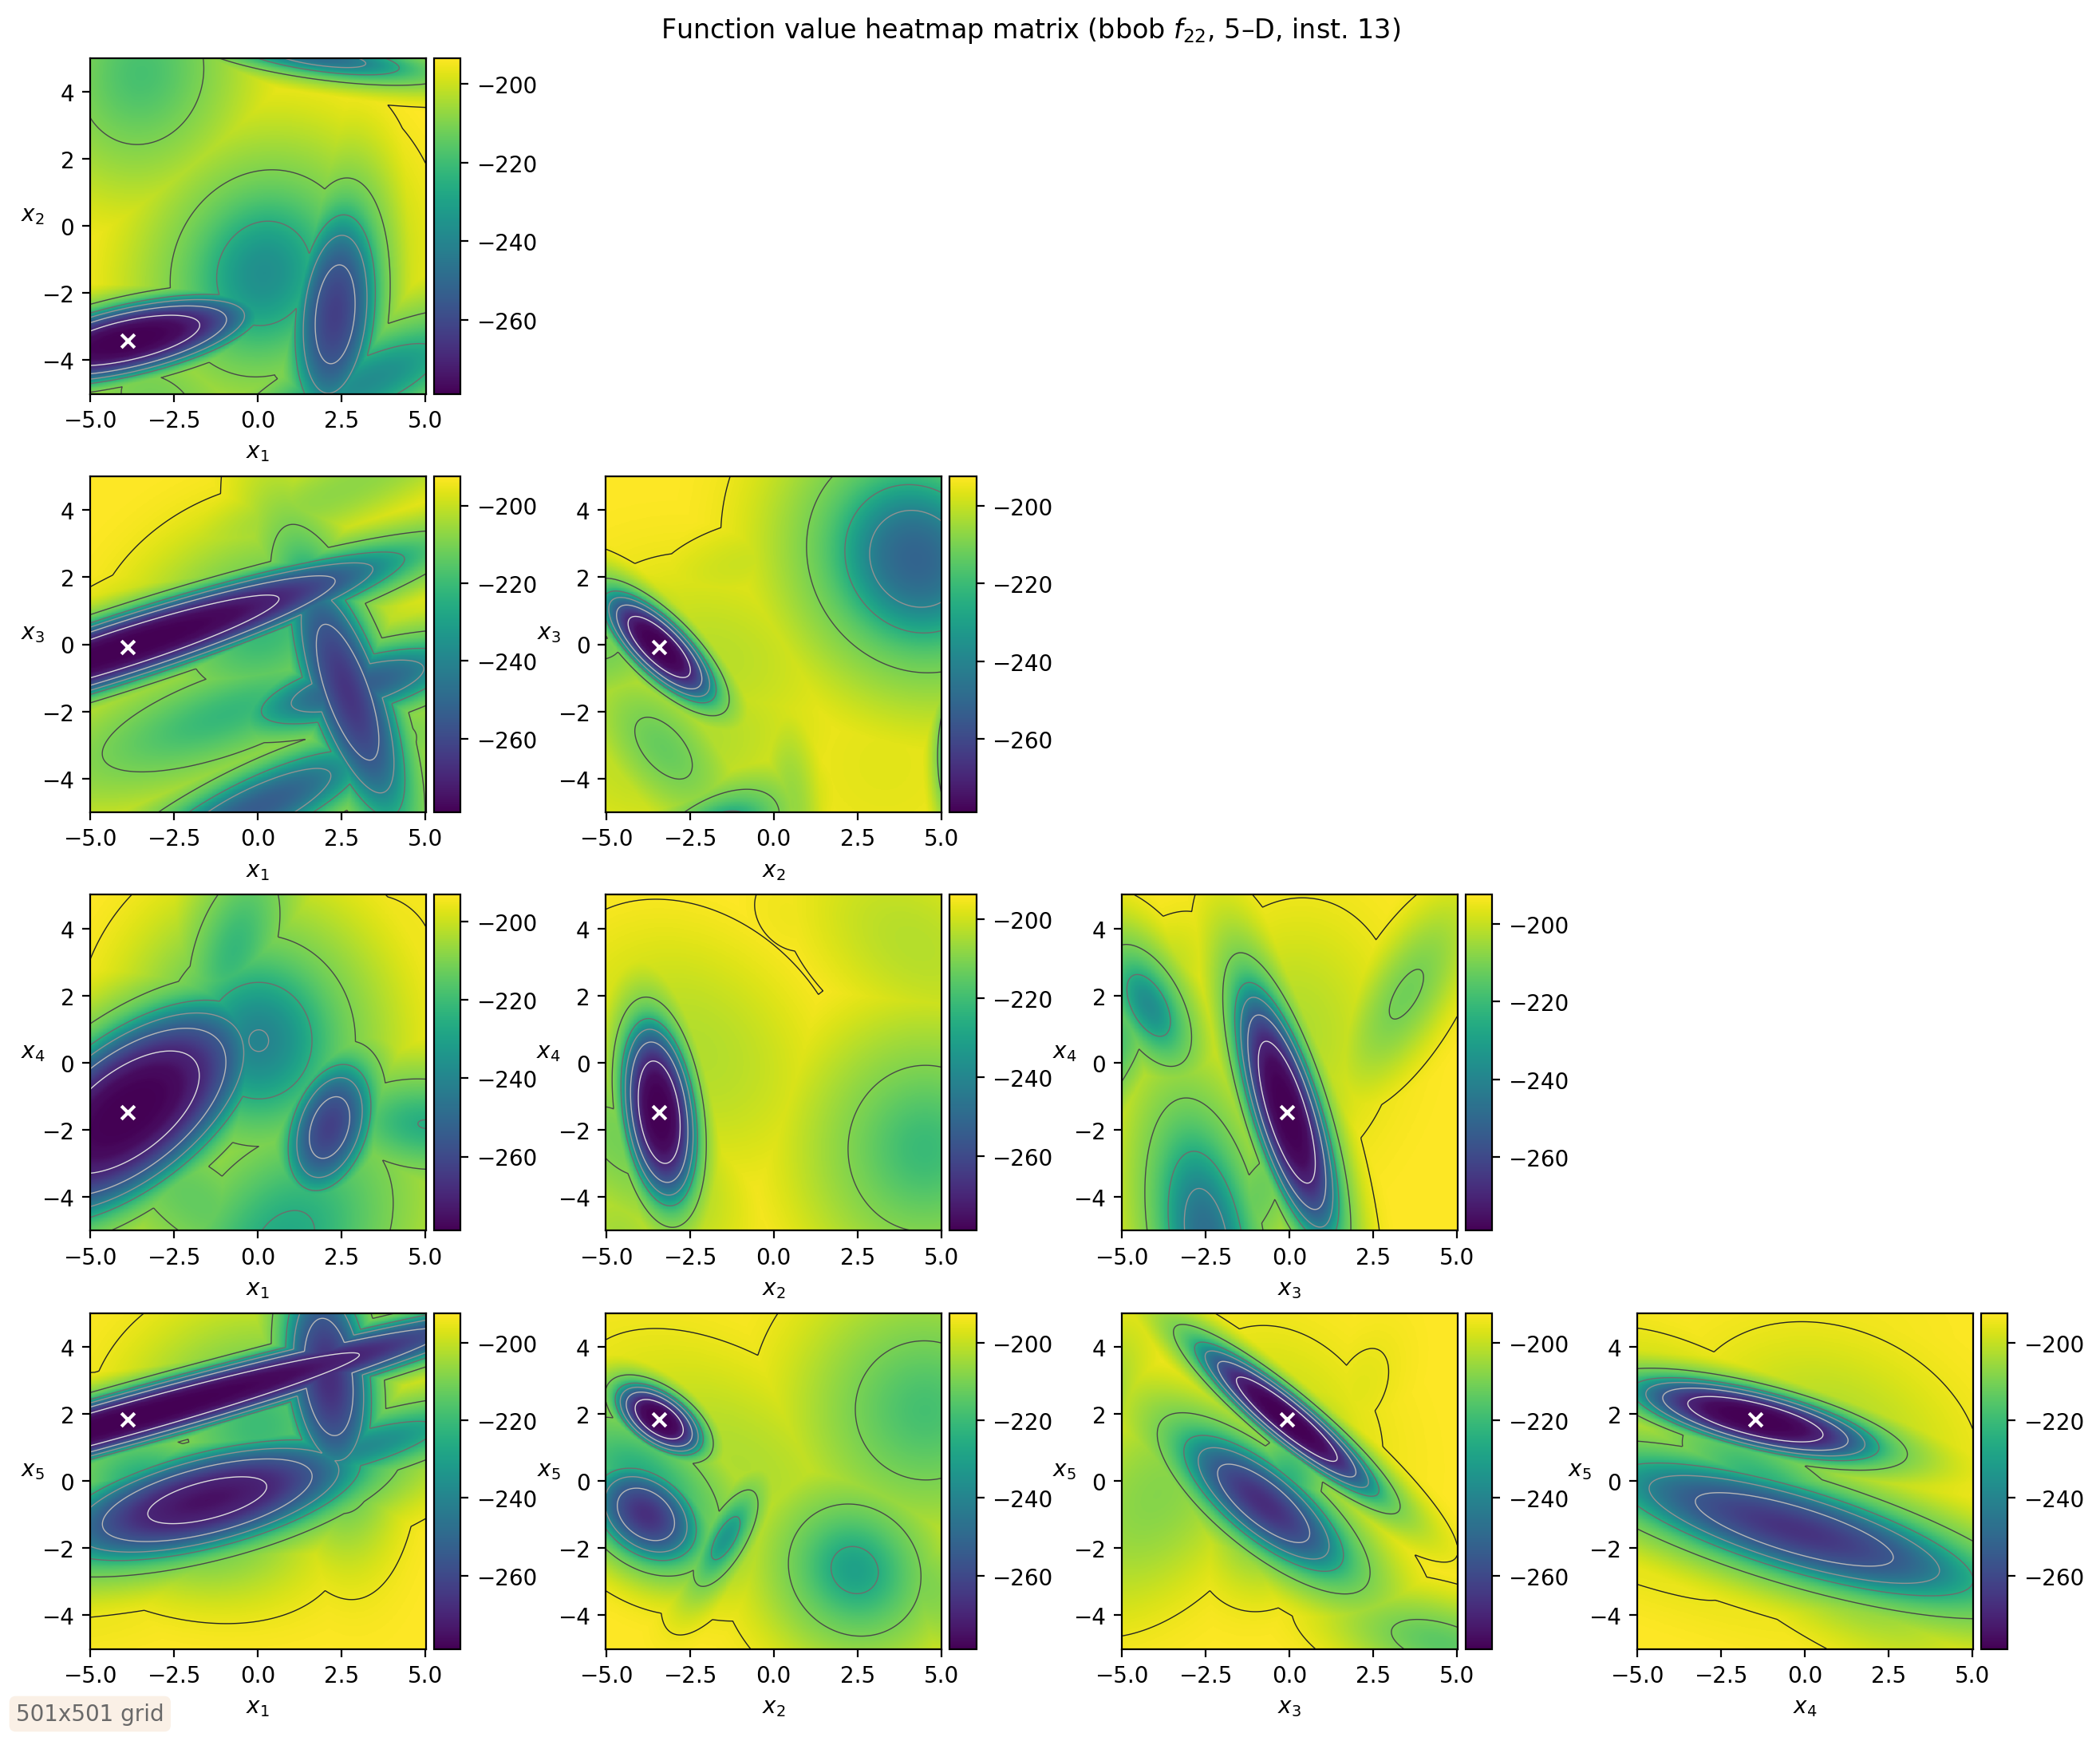 Function value heatmap matrix (bbob f22, 5–D, inst. 13)
x2
4
2
0
−2
−4
−5.0 −2.5 0.0 2.5 5.0
x1
−200
−220
−240
−260
x3
4
2
0
−2
−4
−5.0 −2.5 0.0 2.5 5.0
x1
−200
−220
−240
−260
x3
4
2
0
−2
−4
−5.0 −2.5 0.0 2.5 5.0
x2
−200
−220
−240
−260
x4
4
2
0
−2
−4
−5.0 −2.5 0.0 2.5 5.0
x1
−200
−220
−240
−260
x4
4
2
0
−2
−4
−5.0 −2.5 0.0 2.5 5.0
x2
−200
−220
−240
−260
x4
4
2
0
−2
−4
−5.0 −2.5 0.0 2.5 5.0
x3
−200
−220
−240
−260
x5
4
2
0
−2
−4
−5.0 −2.5 0.0 2.5 5.0
x1
−200
−220
−240
−260
x5
4
2
0
−2
−4
−5.0 −2.5 0.0 2.5 5.0
x2
−200
−220
−240
−260
x5
4
2
0
−2
−4
−5.0 −2.5 0.0 2.5 5.0
x3
−200
−220
−240
−260
x5
4
2
0
−2
−4
−5.0 −2.5 0.0 2.5 5.0
x4
−200
−220
−240
−260
501x501 grid